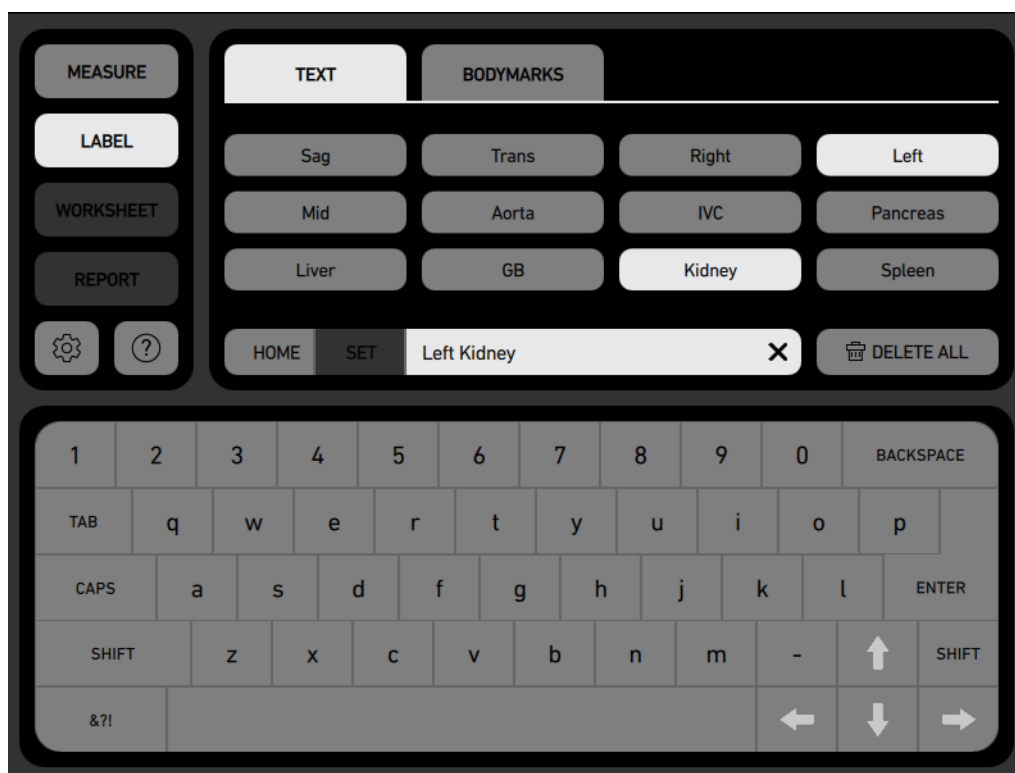 MEASURE
LABEL
WORKSHEET
REPORT
?
TEXT BODYMARKS
Sag Trans Right Left
Mid Aorta IVC Pancreas
Liver GB Kidney Spleen
HOME SET Left Kidney DELETE ALL
1 2 3 4 5 6 7 8 9 0 BACKSPACE
TAB q w e r t y u i o p
CAPS a s d f g h j k l ENTER
SHIFT z x c v b n m - SHIFT
&?!